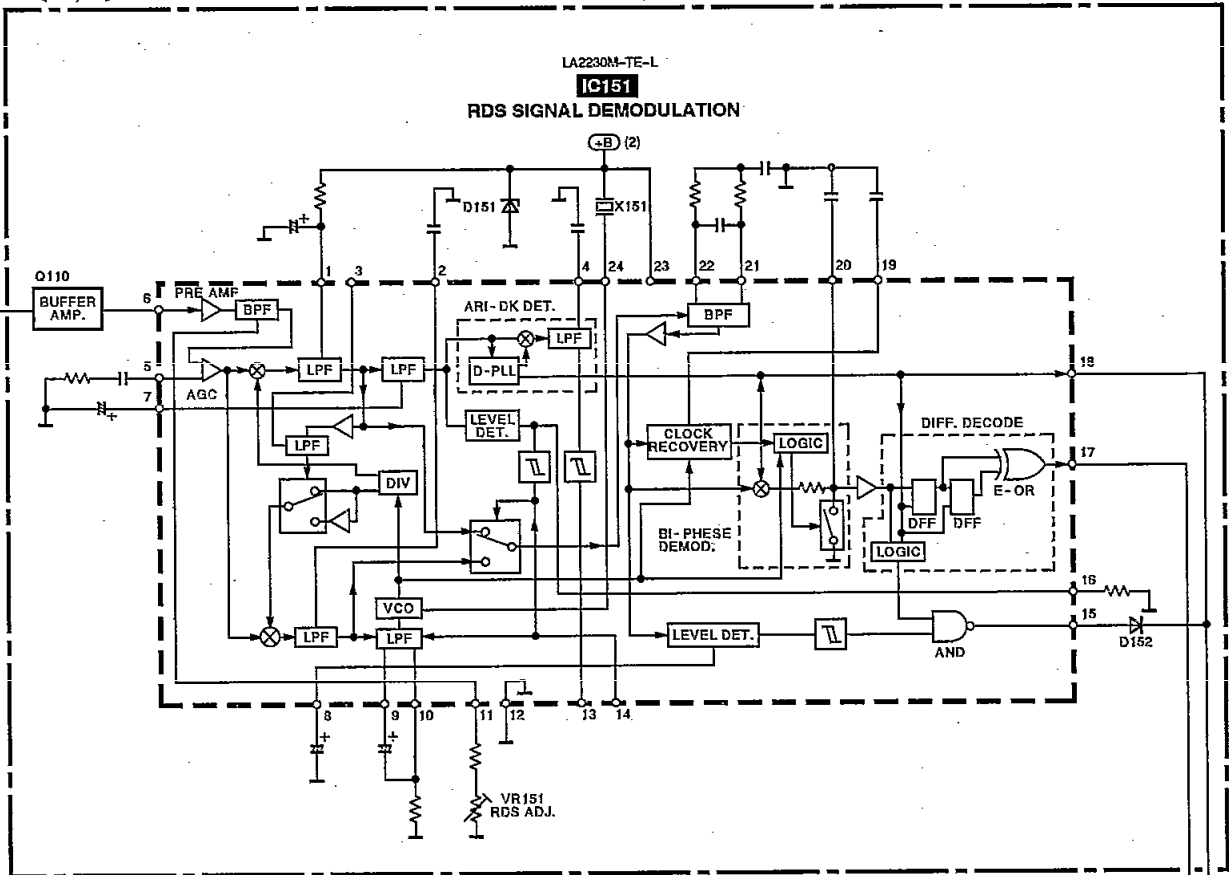 LA2230M-TE-L
IC151
RDS SIGNAL DEMODULATION
+B (2)
D151
X151
1
3
2
4
24
23
22
21
20
19
Q110
BUFFER
AMP.
6
PRE AMP
BPF
ARI-DK DET.
LPF
D-PLL
BPF
5
7
AGC
LPF
LPF
18
LEVEL
DET.
CLOCK
RECOVERY
LOGIC
DIFF. DECODE
17
LPF
DIV
E-OR
DFF
DFF
BI-PHESE
DEMOD.
LOGIC
16
VCO
LPF
LPF
LEVEL DET.
AND
15
D152
8
9
10
11
12
13
14
VR151
RDS ADJ.